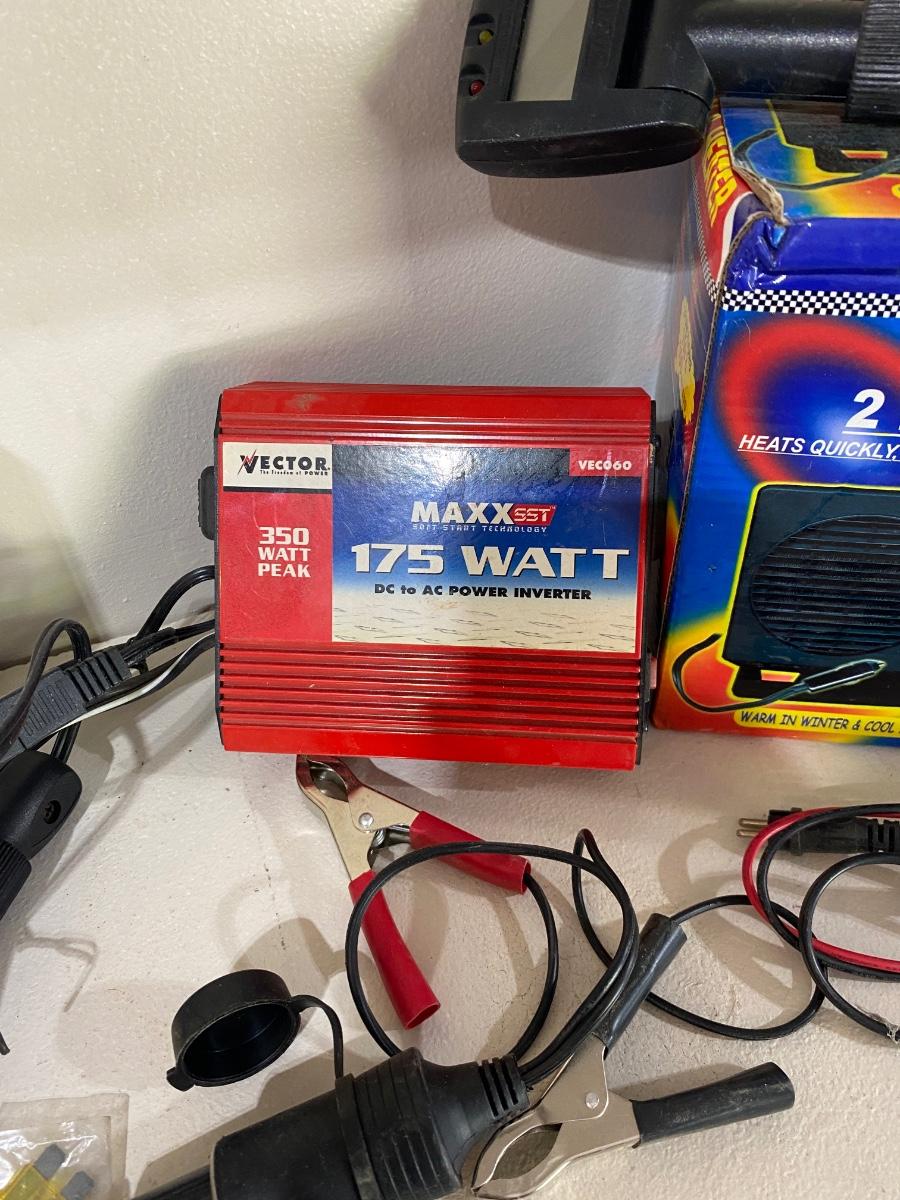 VECTOR
The Freedom of POWER
VEC060
MAXX SST™
SOFT START TECHNOLOGY
350
WATT
PEAK
175 WATT
DC to AC POWER INVERTER
2
HEATS QUICKLY.
WARM IN WINTER & COOL